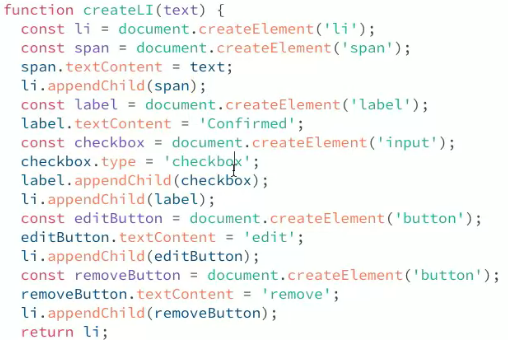 function createLI(text) {
const li = document.createElement('li');
const span = document.createElement('span');
span.textContent = text;
li.appendChild(span);
const label = document.createElement('label');
label.textContent = 'Confirmed';
const checkbox = document.createElement('input');
checkbox.type = 'checkbox';
label.appendChild(checkbox);
li.appendChild(label);
const editButton = document.createElement('button');
editButton.textContent = 'edit';
li.appendChild(editButton);
const removeButton = document.createElement('button');
removeButton.textContent = 'remove';
li.appendChild(removeButton);
return li;